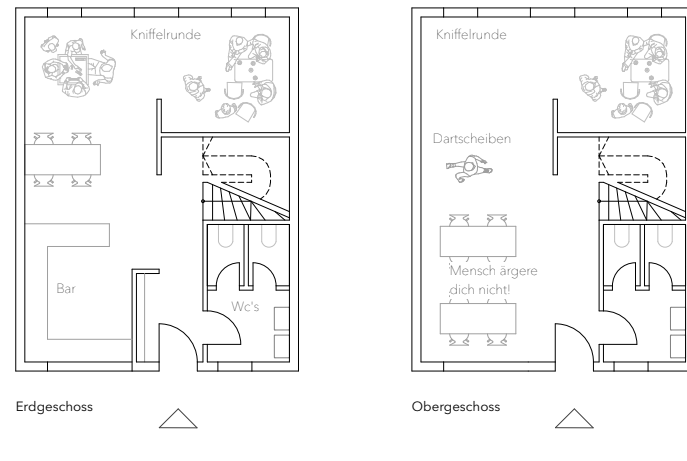 Kniffelrunde
Bar
Wc's
Erdgeschoss
Kniffelrunde
Dartscheiben
Mensch ärgere
dich nicht!
Obergeschoss